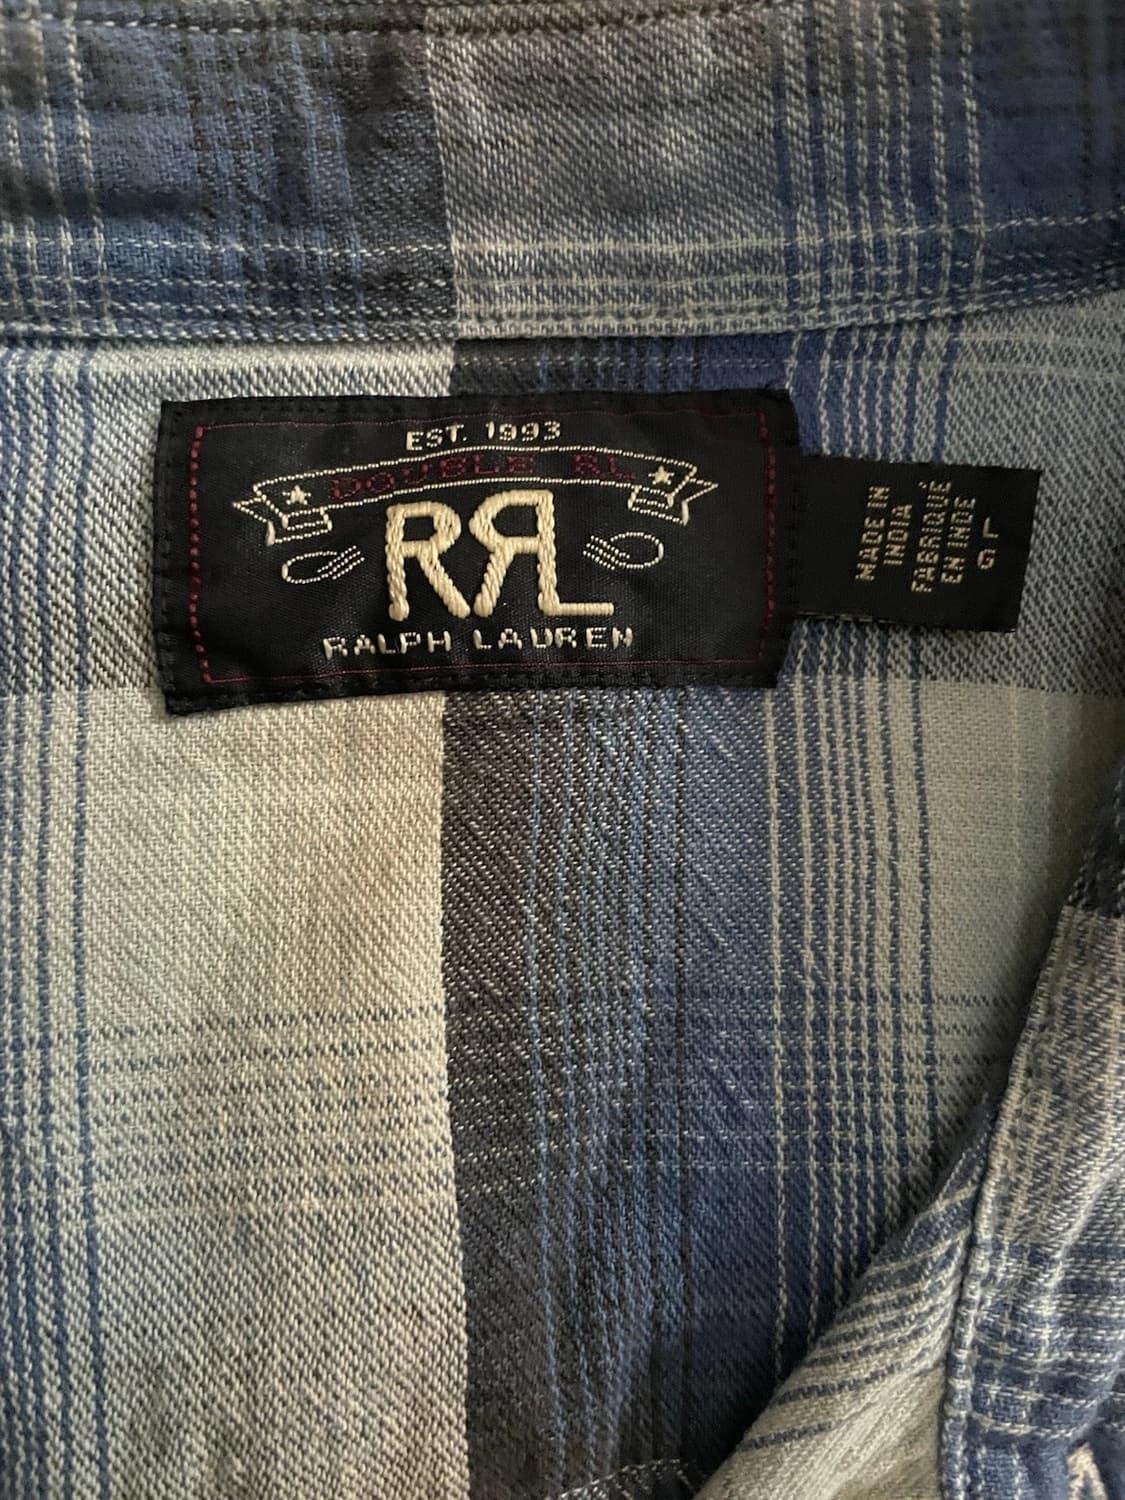 EST. 1993
DOUBLE RL
RRL
RALPH LAUREN
MADE IN
INDIA
FABRIQUÉ
EN INDE
L
G